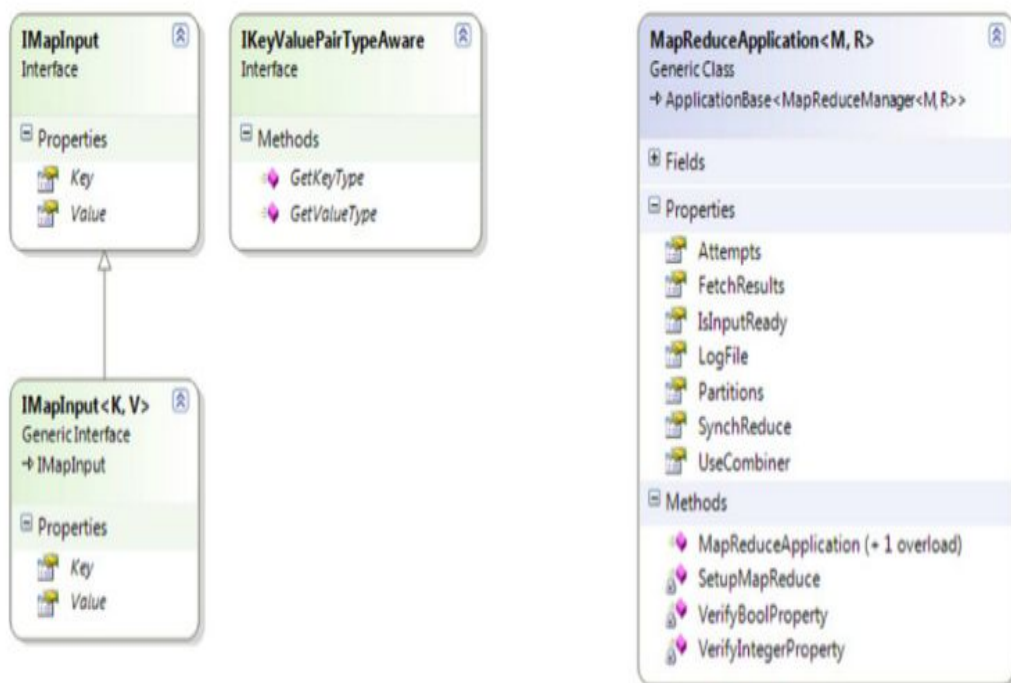 IMapInput
Interface
Properties
Key
Value
IKeyValuePairTypeAware
Interface
Methods
GetKeyType
GetValueType
IMapInput<K, V>
Generic Interface
IMapInput
Properties
Key
Value
MapReduceApplication<M, R>
Generic Class
ApplicationBase<MapReduceManager<M,R>>
Fields
Properties
Attempts
FetchResults
IsInputReady
LogFile
Partitions
SynchReduce
UseCombiner
Methods
MapReduceApplication (+ 1 overload)
SetupMapReduce
VerifyBoolProperty
VerifyIntegerProperty